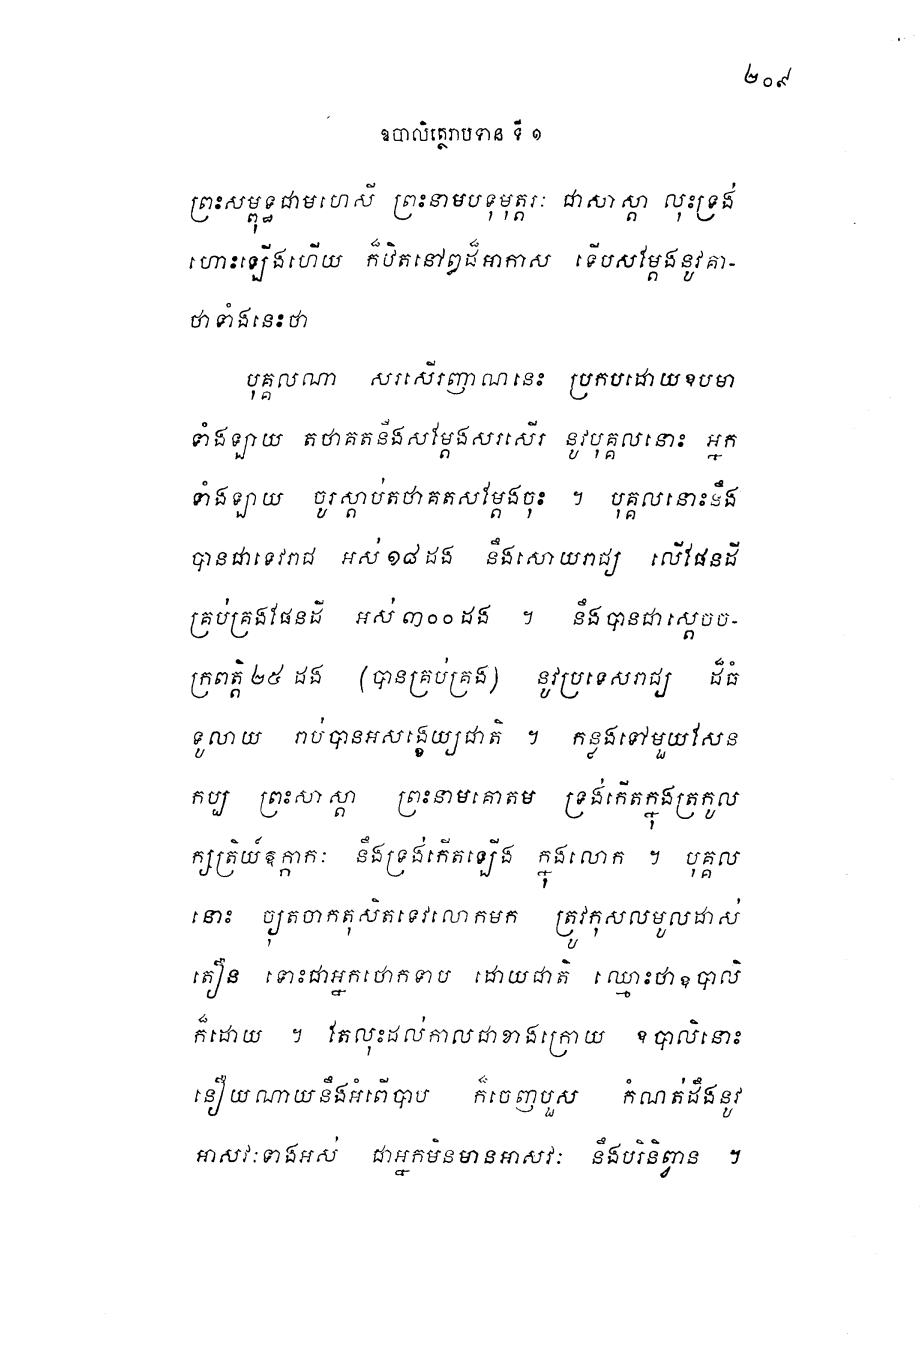 ២០៩
ឧបាលិត្ថេរាបទាន ទី ១
ព្រះសម្ពុទ្ធជាមហេសី ព្រះនាមបទុមុត្តរៈ ជាសាស្តា លុះទ្រង់
ហោះឡើងហើយ ក៏ឋិតនៅឰដ៏អាកាស ទើបសម្តែងនូវគា-
ថាទាំងនេះថា
បុគ្គលណា សរសើរញាណនេះ ប្រកបដោយឧបមា
ទាំងឡាយ តថាគតនឹងសម្តែងសរសើរ នូវបុគ្គលនោះ អ្នក
ទាំងឡាយ ចូរស្តាប់តថាគតសម្តែងចុះ ។ បុគ្គលនោះនឹង
បានជាទេវរាជ អស់ ១៨ ដង នឹងសោយរាជ្យ លើផែនដី
គ្រប់គ្រងផែនដី អស់ ៣០០ ដង ។ នឹងបានជាស្តេចច-
ក្រពត្តិ ២៥ ដង (បានគ្រប់គ្រង) នូវប្រទេសរាជ្យ ដ៏ធំ
ទូលាយ រាប់បានអសង្ខេយ្យជាតិ ។ កន្លងទៅមួយសែន
កប្ប ព្រះសាស្តា ព្រះនាមគោតម ទ្រង់កើតក្នុងត្រកូល
ក្សត្រិយ៍ឧក្កាកៈ នឹងទ្រង់កើតឡើង ក្នុងលោក ។ បុគ្គល
នោះ ច្យុតចាកតុសិតទេវលោកមក ត្រូវកុសលមូលដាស់
តឿន ទោះជាអ្នកថោកទាប ដោយជាតិ ឈ្មោះថាឧបាលិ
ក៏ដោយ ។ តែលុះដល់កាលជាខាងក្រោយ ឧបាលិនោះ
នឿយណាយនឹងអំពើបាប ក៏ចេញបួស កំណត់ដឹងនូវ
អាសវៈទាងអស់ ជាអ្នកមិនមានអាសវៈ នឹងបរិនិព្វាន ។